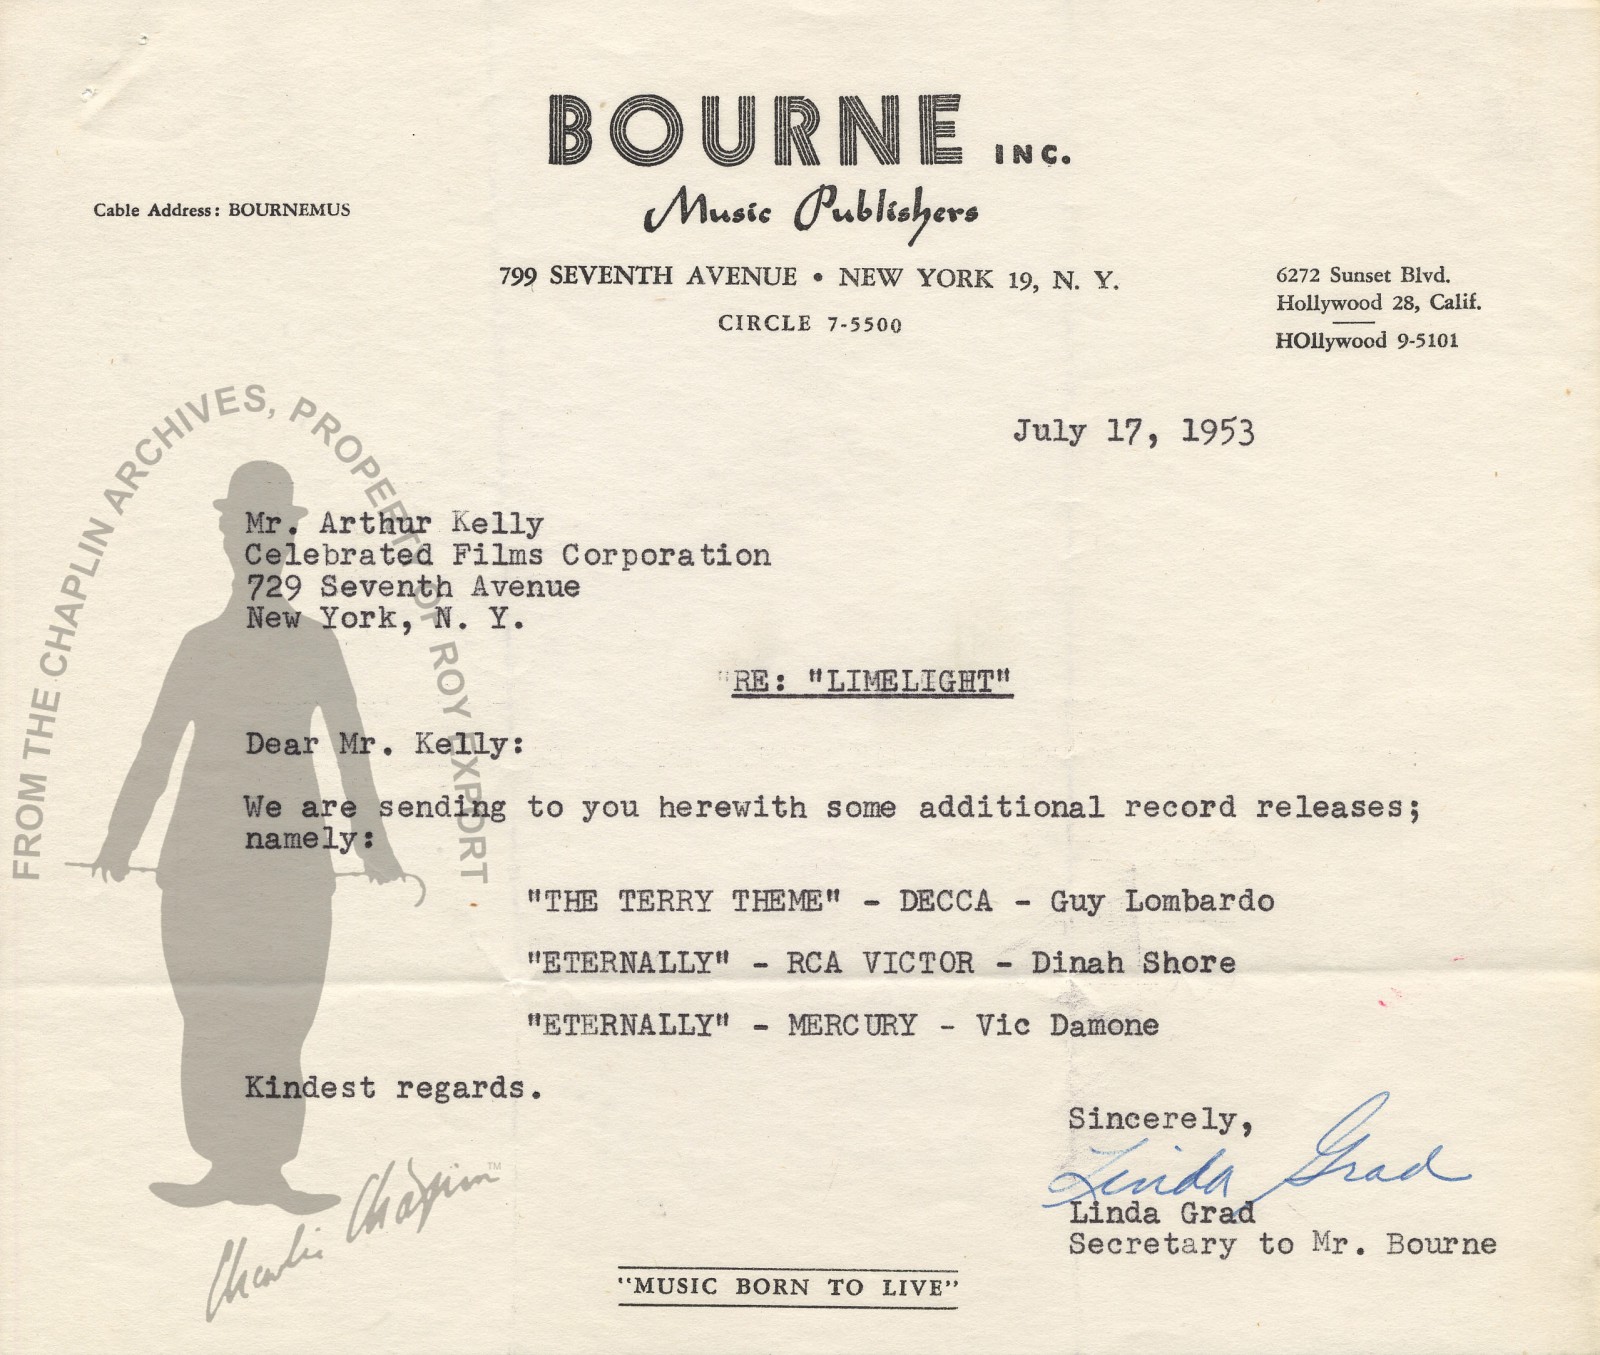 BOURNE INC.
Music Publishers
Cable Address: BOURNEMUS
799 SEVENTH AVENUE • NEW YORK 19, N. Y.
CIRCLE 7-5500
6272 Sunset Blvd.
Hollywood 28, Calif.
HOllywood 9-5101
July 17, 1953
FROM THE CHAPLIN ARCHIVES, PROPERTY OF ROY EXPORT
Mr. Arthur Kelly
Celebrated Films Corporation
729 Seventh Avenue
New York, N. Y.
"RE: "LIMELIGHT"
Dear Mr. Kelly:
We are sending to you herewith some additional record releases;
namely:
"THE TERRY THEME" - DECCA - Guy Lombardo
"ETERNALLY" - RCA VICTOR - Dinah Shore
"ETERNALLY" - MERCURY - Vic Damone
Kindest regards.
Sincerely,
Linda Grad
Linda Grad
Secretary to Mr. Bourne
Charlie Chaplin™
"MUSIC BORN TO LIVE"